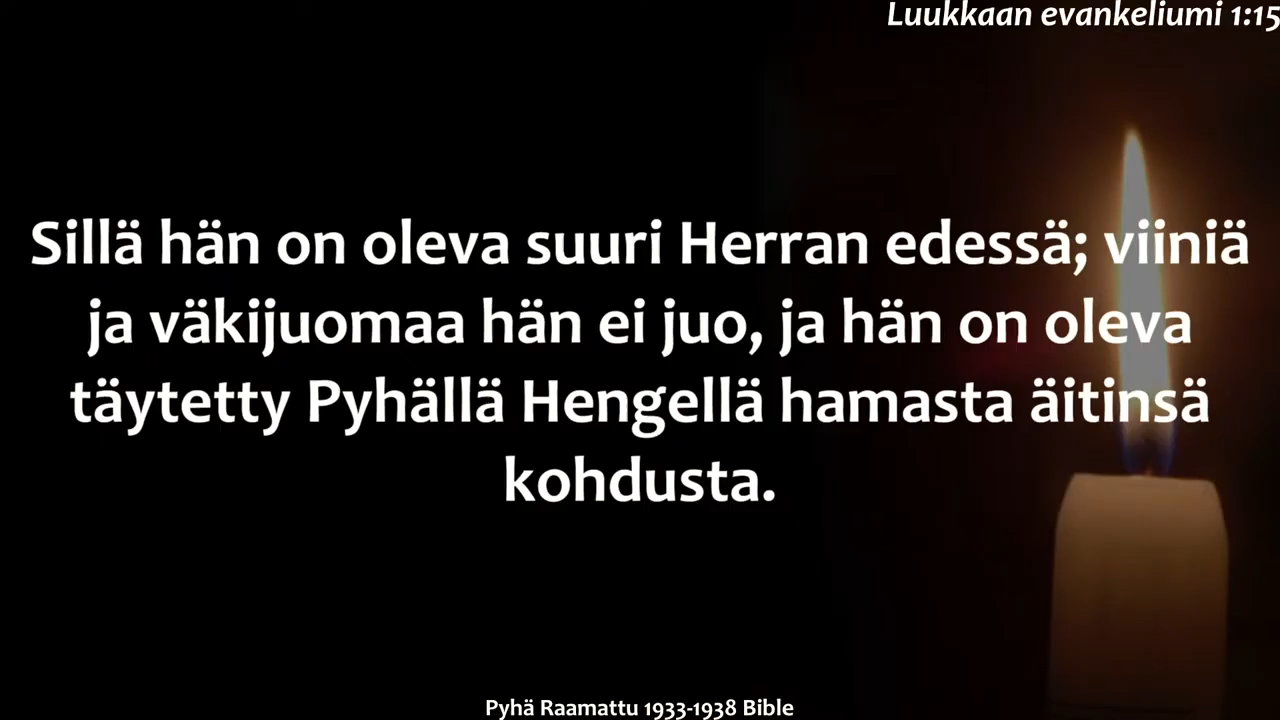 Luukkaan evankeliumi 1:15
Sillä hän on oleva suuri Herran edessä; viiniä
ja väkijuomaa hän ei juo, ja hän on oleva
täytetty Pyhällä Hengellä hamasta äitinsä
kohdusta.
Pyhä Raamattu 1933-1938 Bible